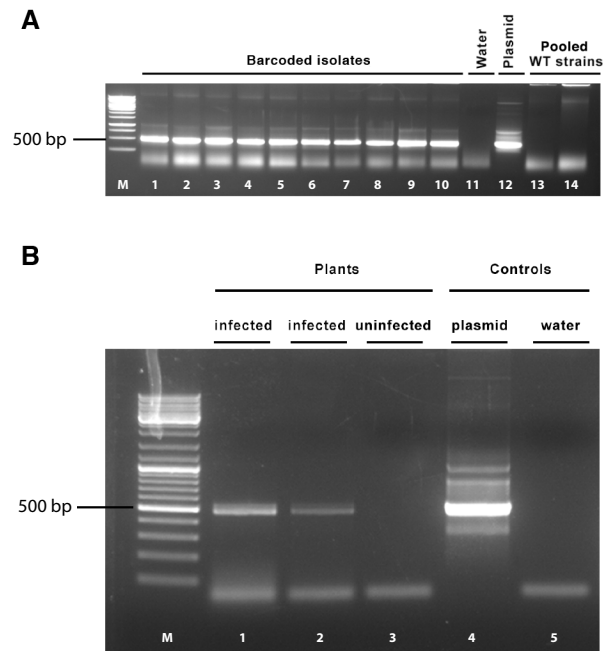 A
Barcoded isolates
Water
Plasmid
Pooled
WT strains
500 bp
M 1 2 3 4 5 6 7 8 9 10 11 12 13 14
B
Plants Controls
infected infected uninfected plasmid water
500 bp
M 1 2 3 4 5